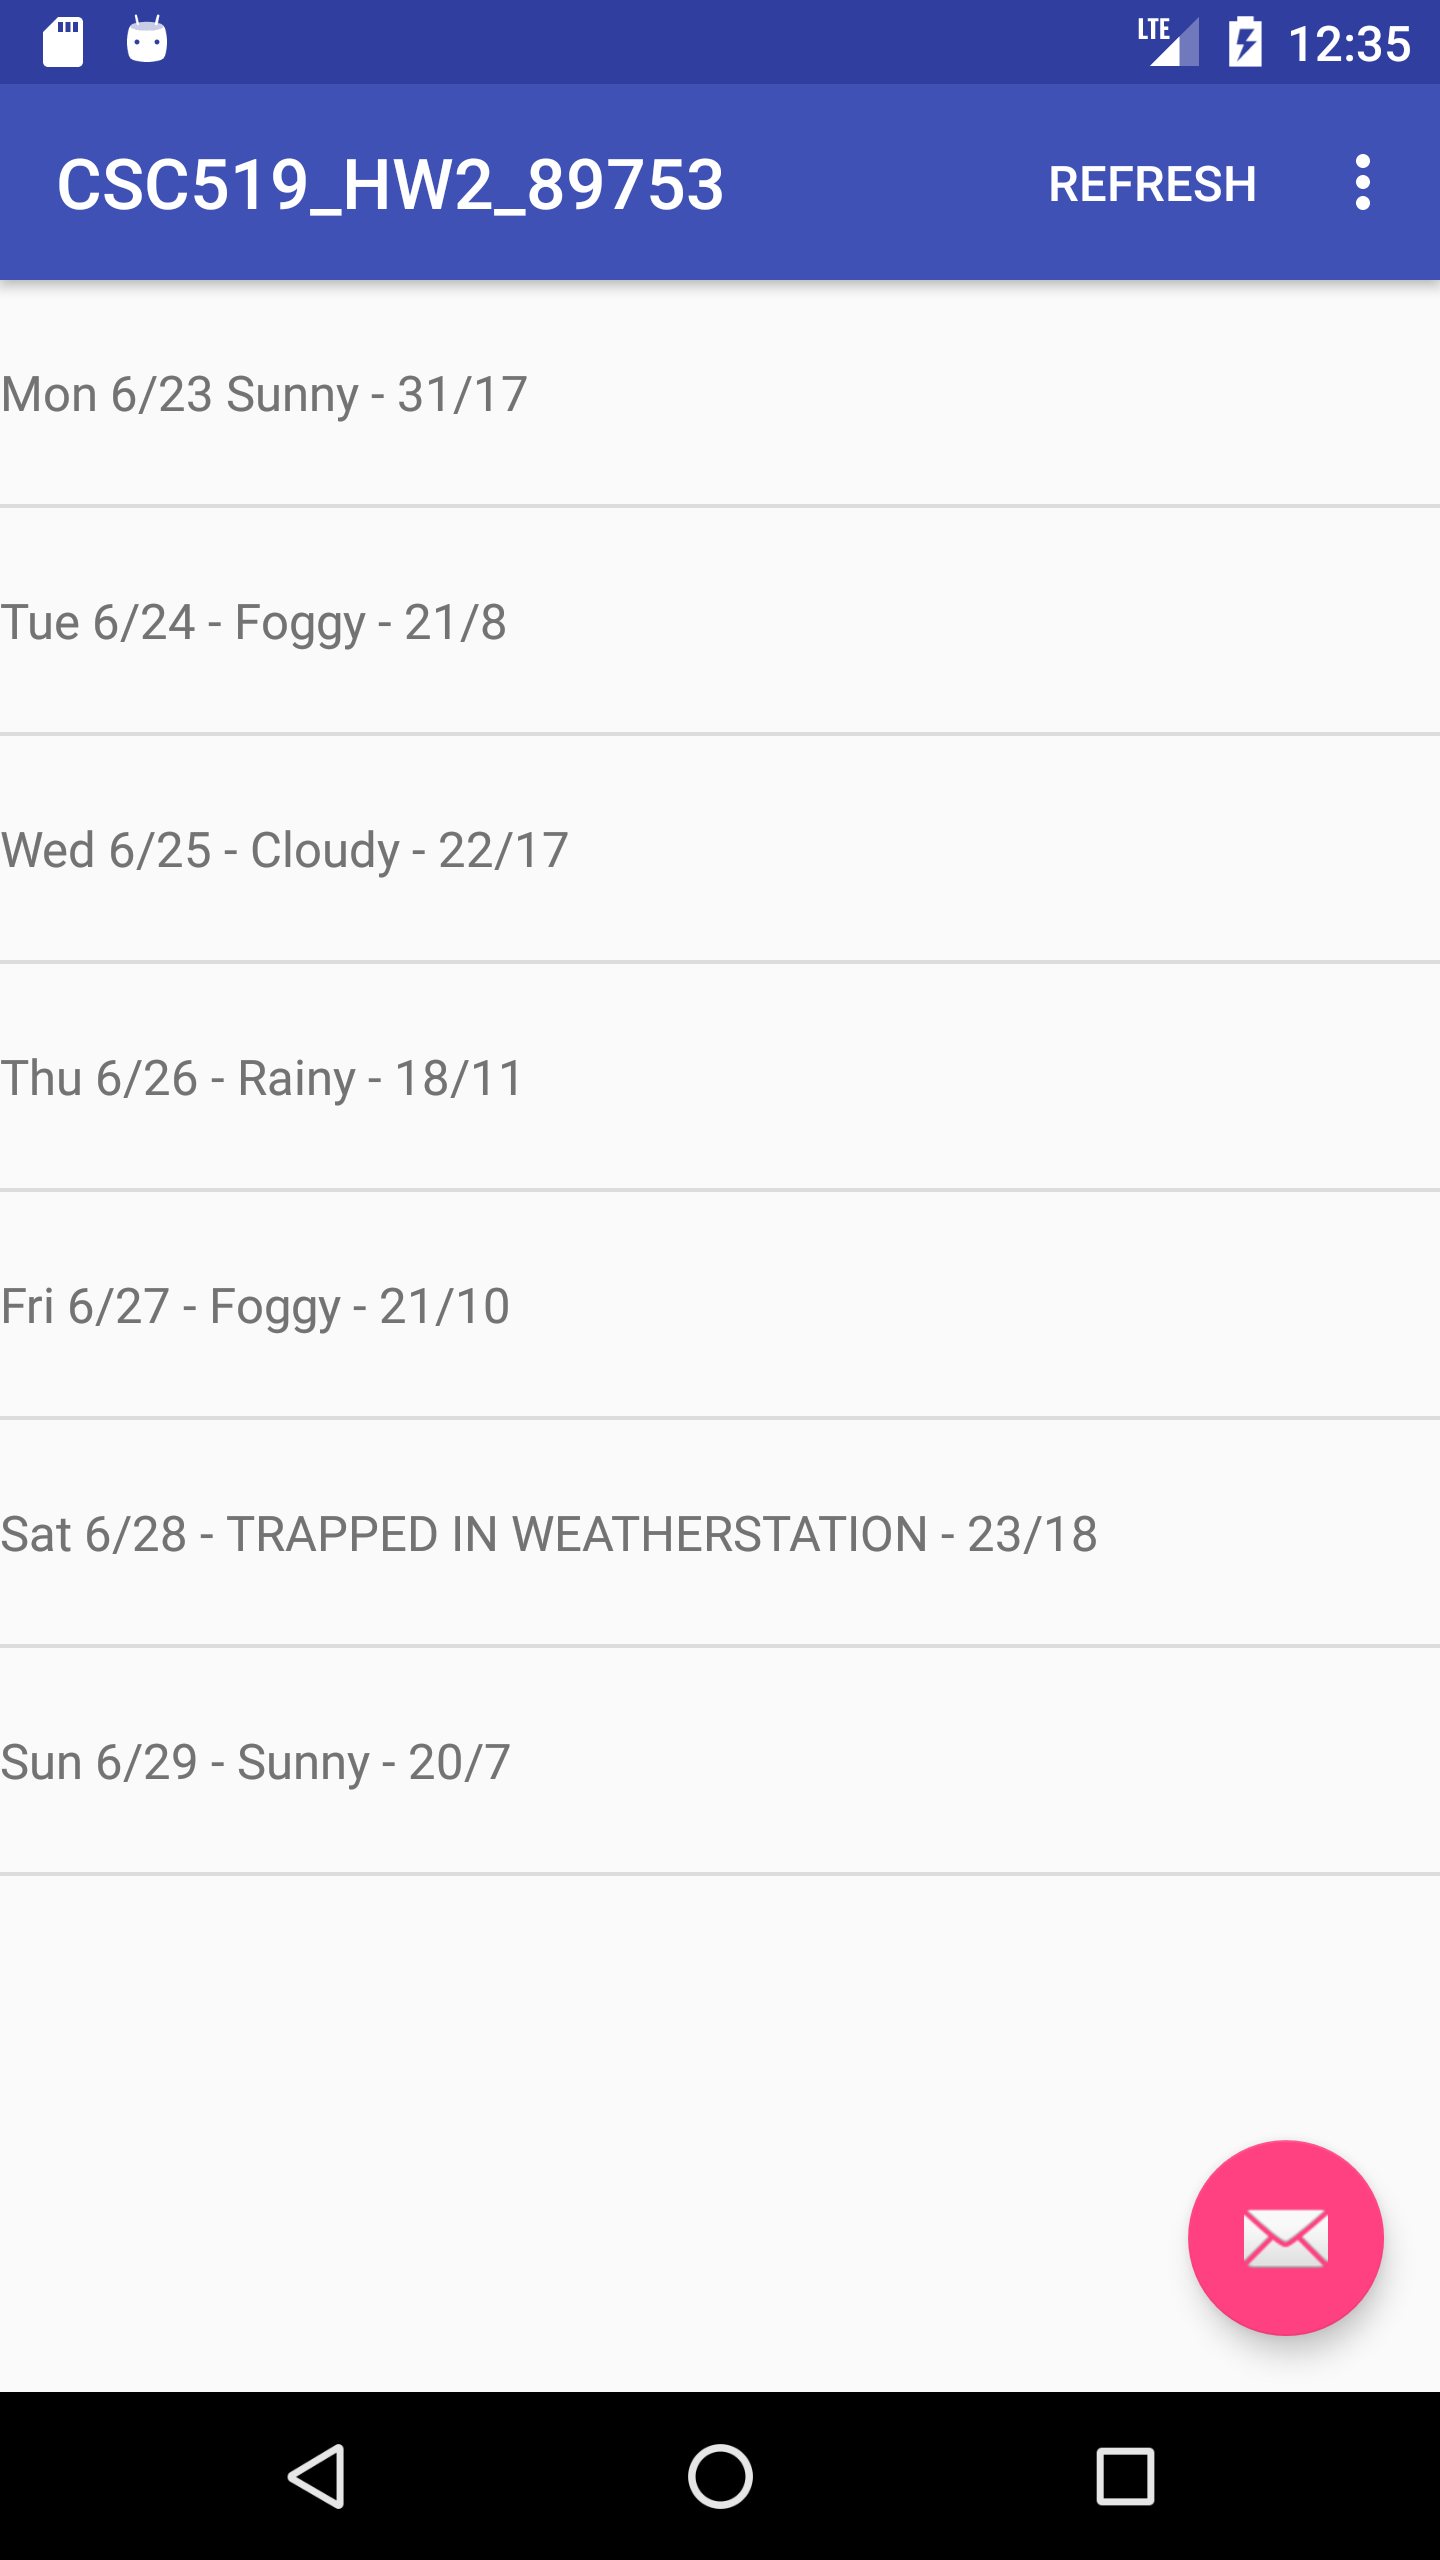 LTE 12:35
CSC519_HW2_89753 REFRESH
Mon 6/23 Sunny - 31/17
Tue 6/24 - Foggy - 21/8
Wed 6/25 - Cloudy - 22/17
Thu 6/26 - Rainy - 18/11
Fri 6/27 - Foggy - 21/10
Sat 6/28 - TRAPPED IN WEATHERSTATION - 23/18
Sun 6/29 - Sunny - 20/7